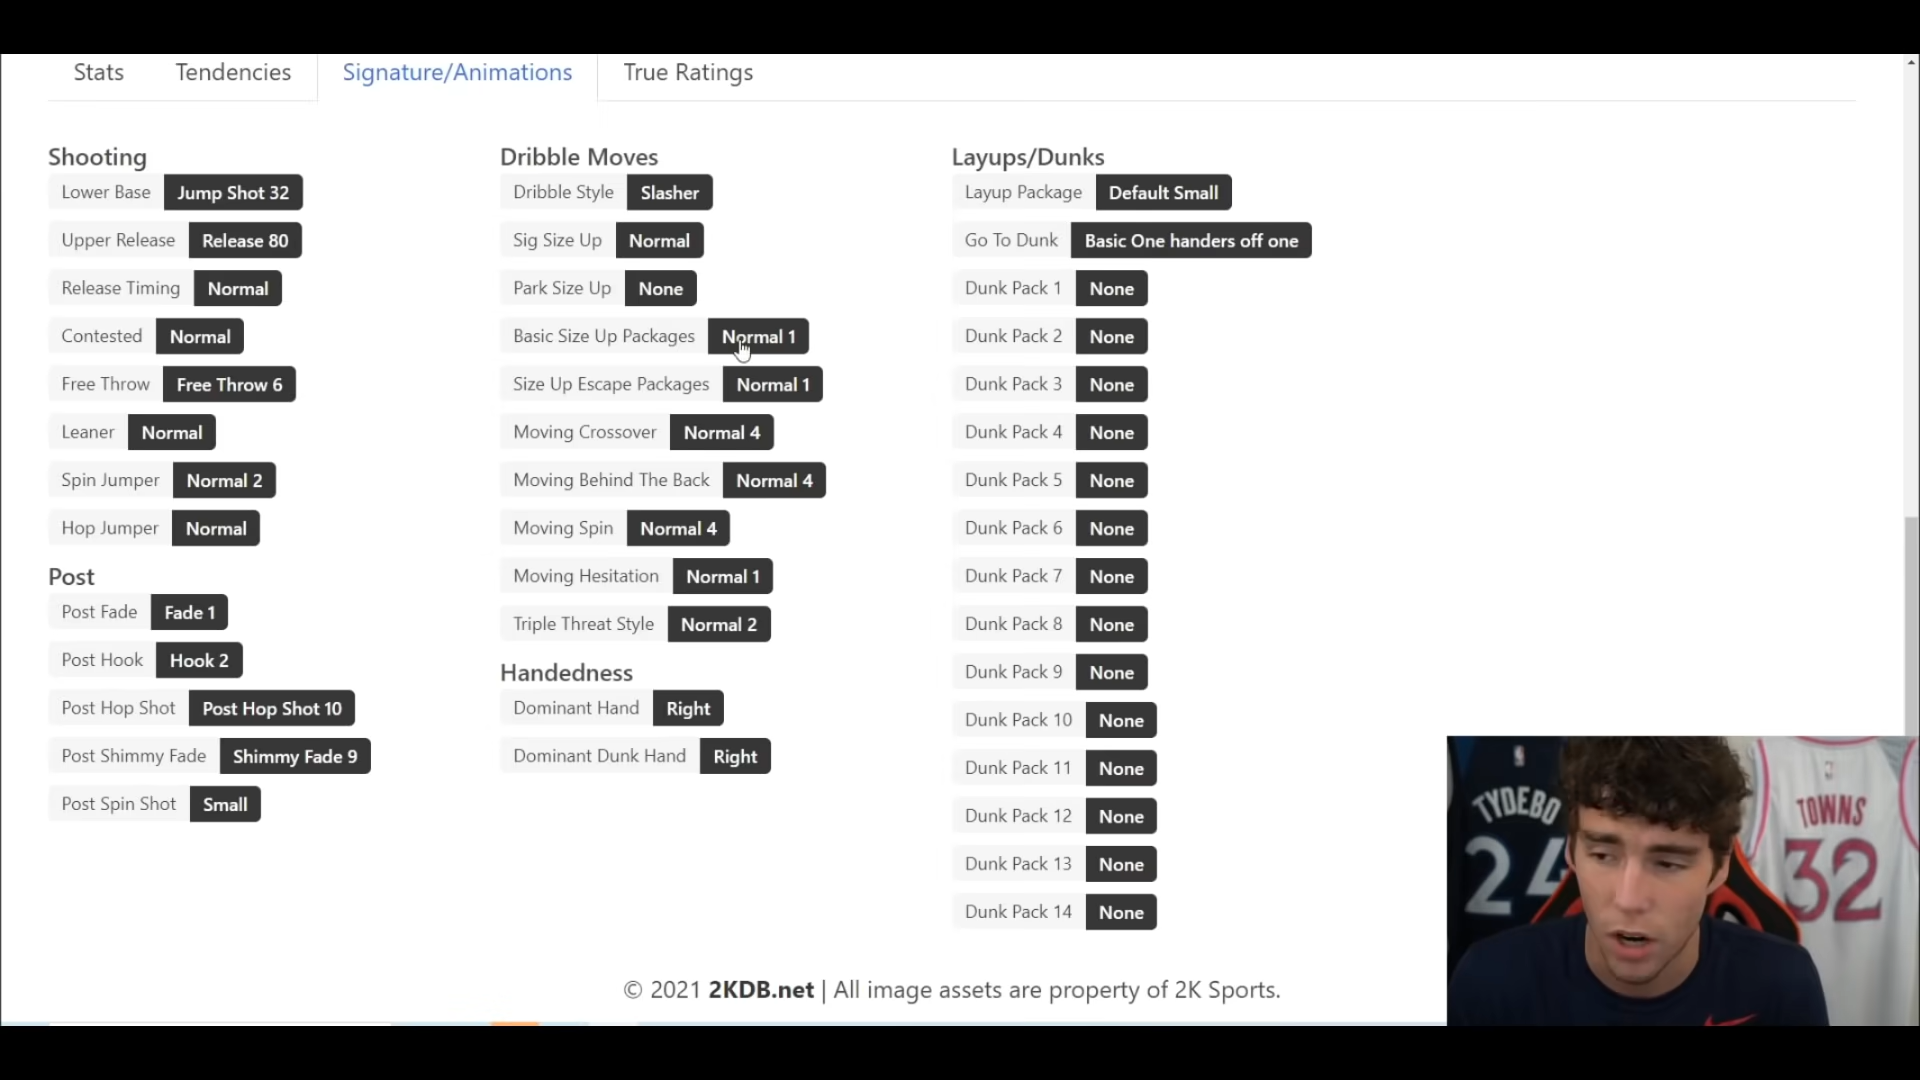 Stats Tendencies Signature/Animations True Ratings
Shooting
Lower Base Jump Shot 32
Upper Release Release 80
Release Timing Normal
Contested Normal
Free Throw Free Throw 6
Leaner Normal
Spin Jumper Normal 2
Hop Jumper Normal
Post
Post Fade Fade 1
Post Hook Hook 2
Post Hop Shot Post Hop Shot 10
Post Shimmy Fade Shimmy Fade 9
Post Spin Shot Small
Dribble Moves
Dribble Style Slasher
Sig Size Up Normal
Park Size Up None
Basic Size Up Packages Normal 1
Size Up Escape Packages Normal 1
Moving Crossover Normal 4
Moving Behind The Back Normal 4
Moving Spin Normal 4
Moving Hesitation Normal 1
Triple Threat Style Normal 2
Handedness
Dominant Hand Right
Dominant Dunk Hand Right
Layups/Dunks
Layup Package Default Small
Go To Dunk Basic One handers off one
Dunk Pack 1 None
Dunk Pack 2 None
Dunk Pack 3 None
Dunk Pack 4 None
Dunk Pack 5 None
Dunk Pack 6 None
Dunk Pack 7 None
Dunk Pack 8 None
Dunk Pack 9 None
Dunk Pack 10 None
Dunk Pack 11 None
Dunk Pack 12 None
Dunk Pack 13 None
Dunk Pack 14 None
TYDEBO
24
TOWNS
32
© 2021 2KDB.net | All image assets are property of 2K Sports.